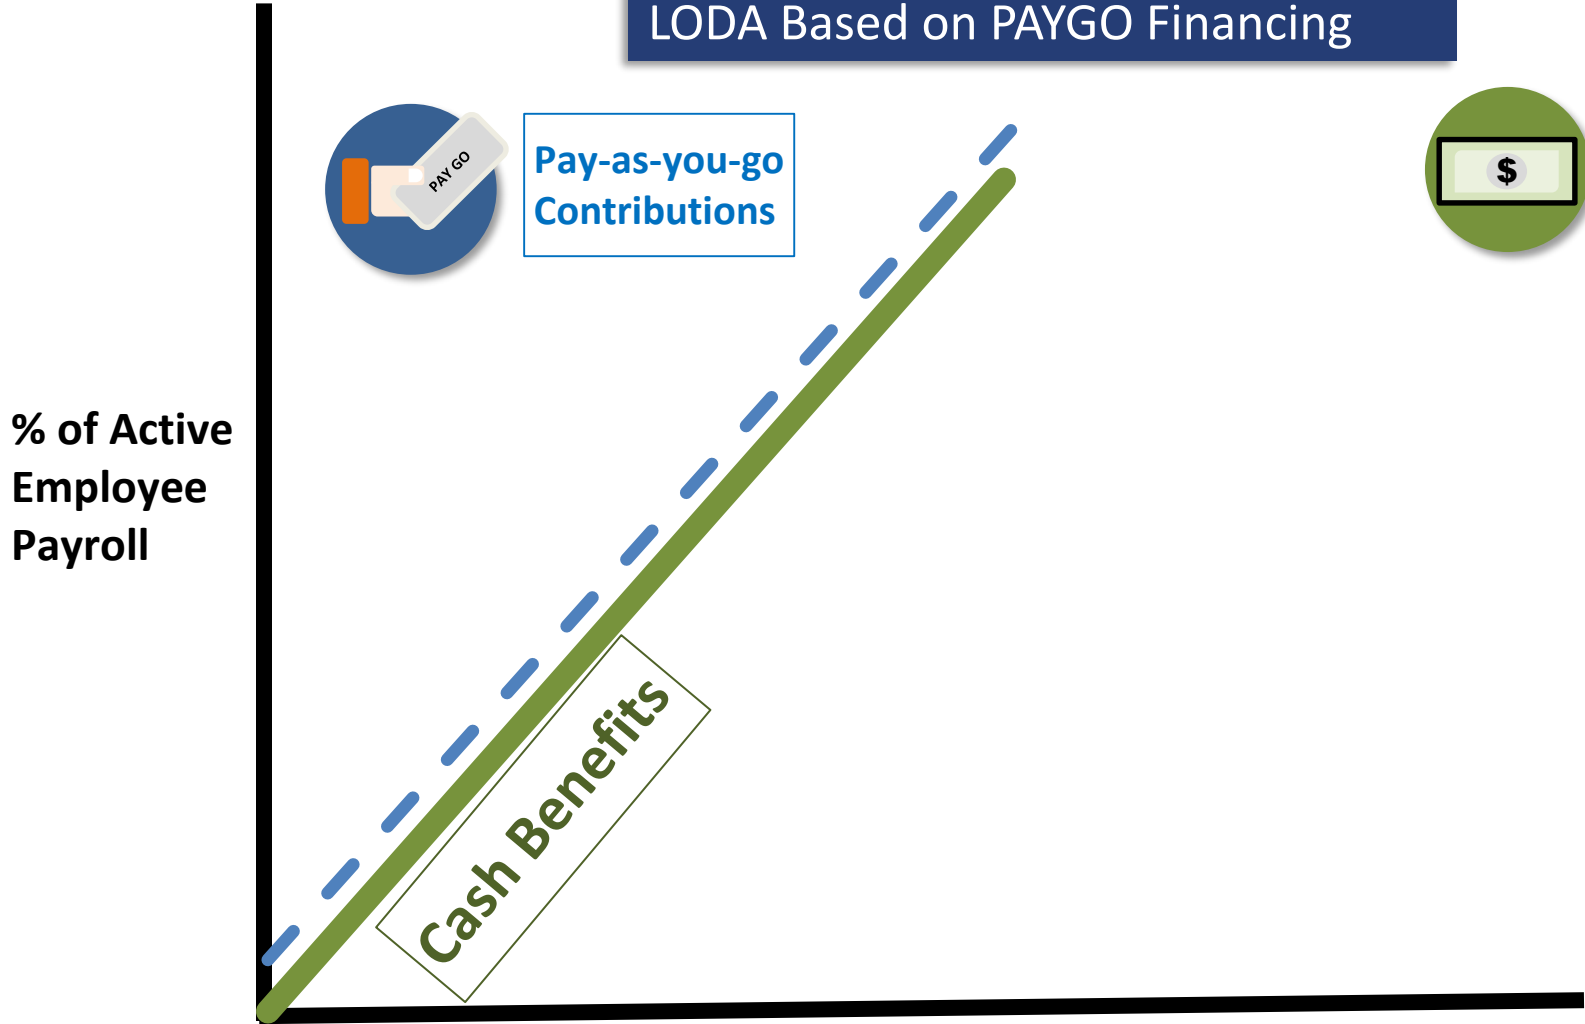 LODA Based on PAYGO Financing
PAY GO
Pay-as-you-go
Contributions
$
% of Active
Employee
Payroll
Cash Benefits